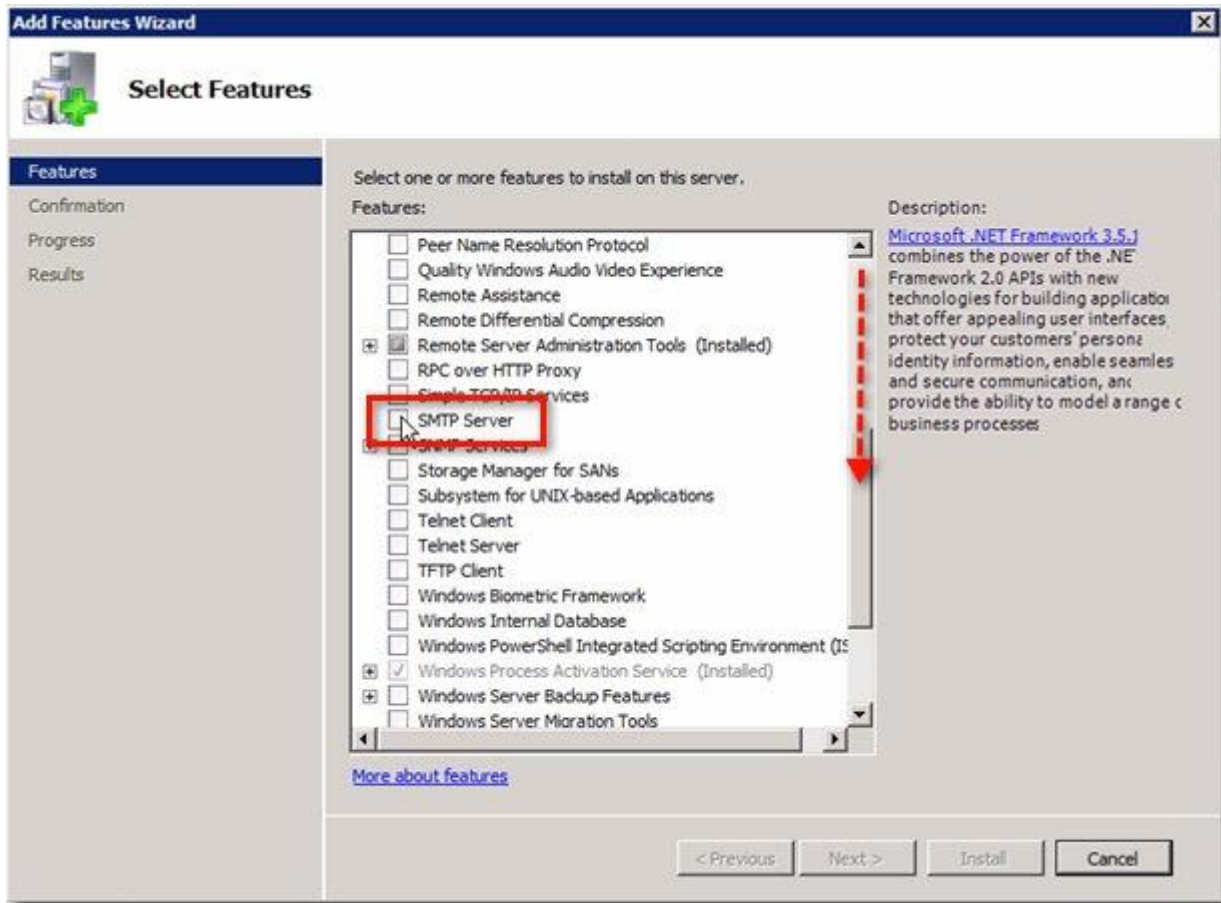 Add Features Wizard
Select Features
Features
Confirmation
Progress
Results
Select one or more features to install on this server.
Features:
Peer Name Resolution Protocol
Quality Windows Audio Video Experience
Remote Assistance
Remote Differential Compression
Remote Server Administration Tools (Installed)
RPC over HTTP Proxy
Simple TCP/IP Services
SMTP Server
SNMP Services
Storage Manager for SANs
Subsystem for UNIX-based Applications
Telnet Client
Telnet Server
TFTP Client
Windows Biometric Framework
Windows Internal Database
Windows PowerShell Integrated Scripting Environment (IS
Windows Process Activation Service (Installed)
Windows Server Backup Features
Windows Server Migration Tools
More about features
Description:
Microsoft .NET Framework 3.5.1
combines the power of the .NE
Framework 2.0 APIs with new
technologies for building applicatio
that offer appealing user interfaces
protect your customers' persona
identity information, enable seamles
and secure communication, and
provide the ability to model a range o
business processes
< Previous
Next >
Install
Cancel